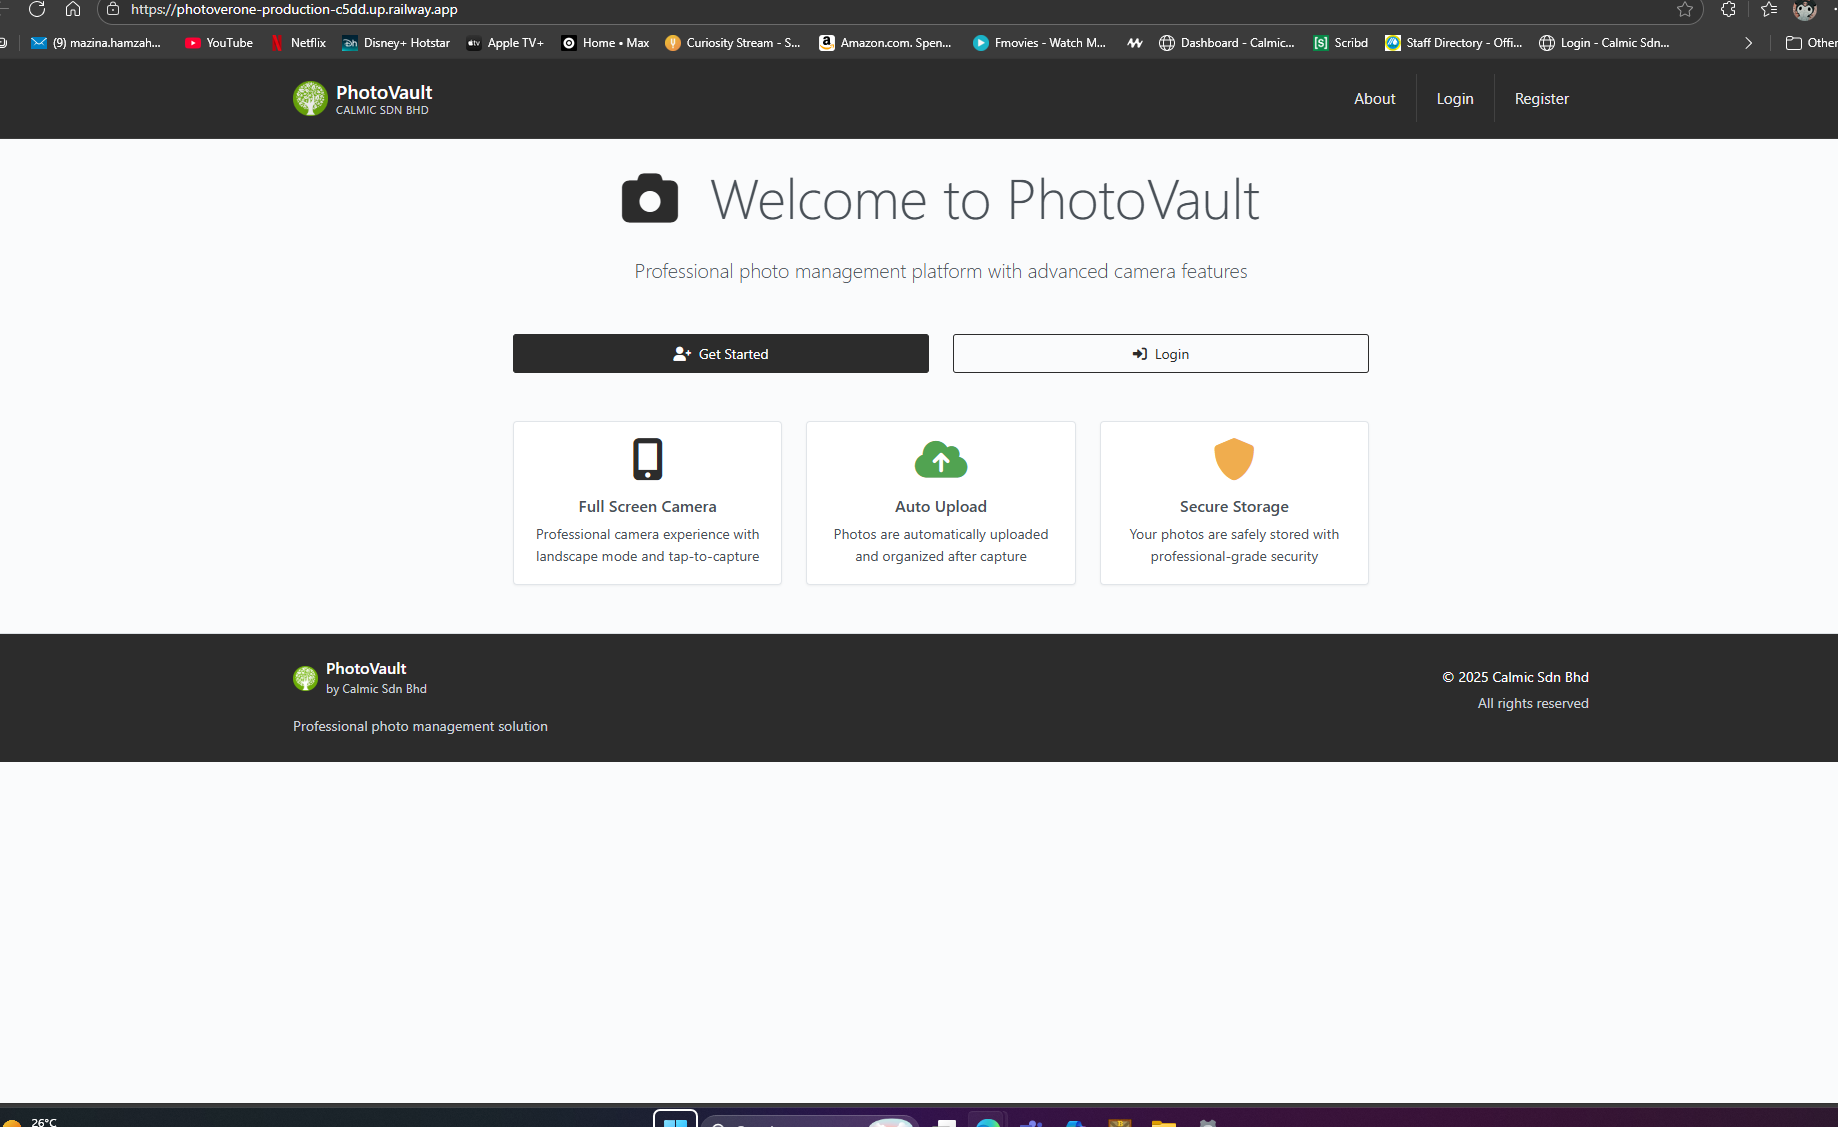 https://photoverone-production-c5dd.up.railway.app
(9) mazina.hamzah...
YouTube
Netflix
Disney+ Hotstar
Apple TV+
Home • Max
Curiosity Stream - S...
Amazon.com. Spen...
Fmovies - Watch M...
Dashboard - Calmic...
Scribd
Staff Directory - Offi...
Login - Calmic Sdn...
Other
PhotoVault
CALMIC SDN BHD
About
Login
Register
Welcome to PhotoVault
Professional photo management platform with advanced camera features
Get Started
Login
Full Screen Camera
Professional camera experience with
landscape mode and tap-to-capture
Auto Upload
Photos are automatically uploaded
and organized after capture
Secure Storage
Your photos are safely stored with
professional-grade security
PhotoVault
by Calmic Sdn Bhd
Professional photo management solution
© 2025 Calmic Sdn Bhd
All rights reserved
26°C